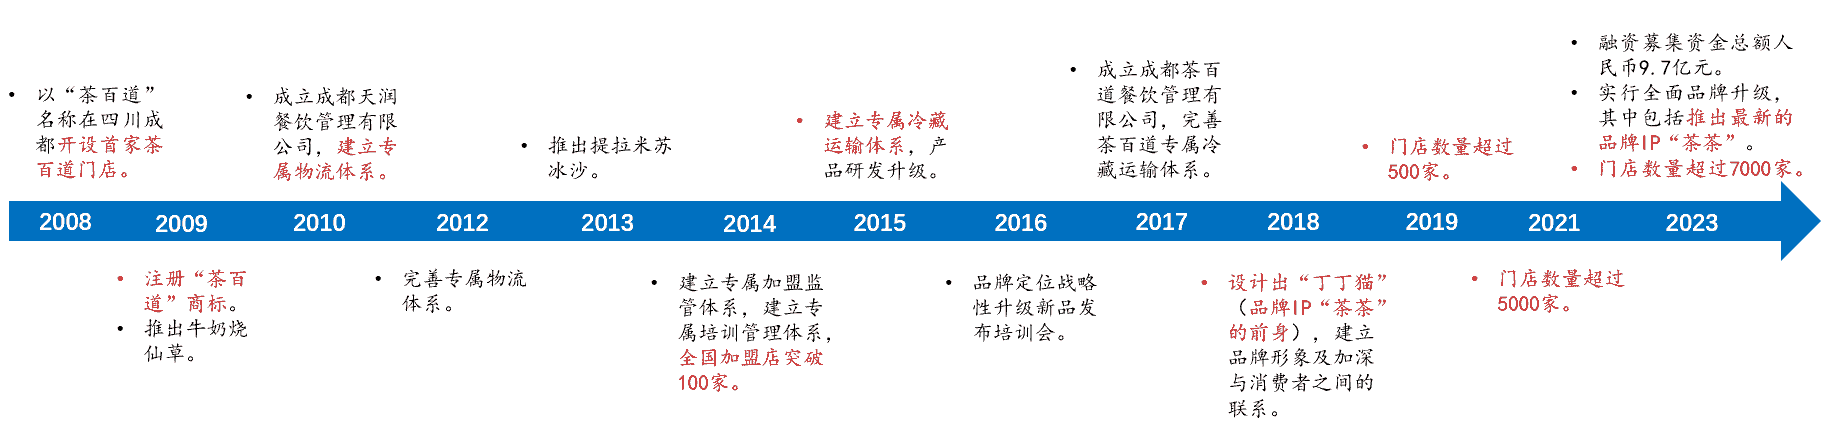 • 以“茶百道”
名称在四川成
都开设首家茶
百道门店。
• 成立成都天润
餐饮管理有限
公司，建立专
属物流体系。
• 推出提拉米苏
冰沙。
• 建立专属冷藏
运输体系，产
品研发升级。
• 成立成都茶百
道餐饮管理有
限公司，完善
茶百道专属冷
藏运输体系。
• 门店数量超过
500家。
• 融资募集资金总额人
民币9.7亿元。
• 实行全面品牌升级，
其中包括推出最新的
品牌IP“茶茶”。
• 门店数量超过7000家。
2008 2009 2010 2012 2013 2014 2015 2016 2017 2018 2019 2021 2023
• 注册“茶百
道”商标。
• 推出牛奶烧
仙草。
• 完善专属物流
体系。
• 建立专属加盟监
管体系，建立专
属培训管理体系，
全国加盟店突破
100家。
• 品牌定位战略
性升级新品发
布培训会。
• 设计出“丁丁猫”
（品牌IP“茶茶”
的前身），建立
品牌形象及加深
与消费者之间的
联系。
• 门店数量超过
5000家。